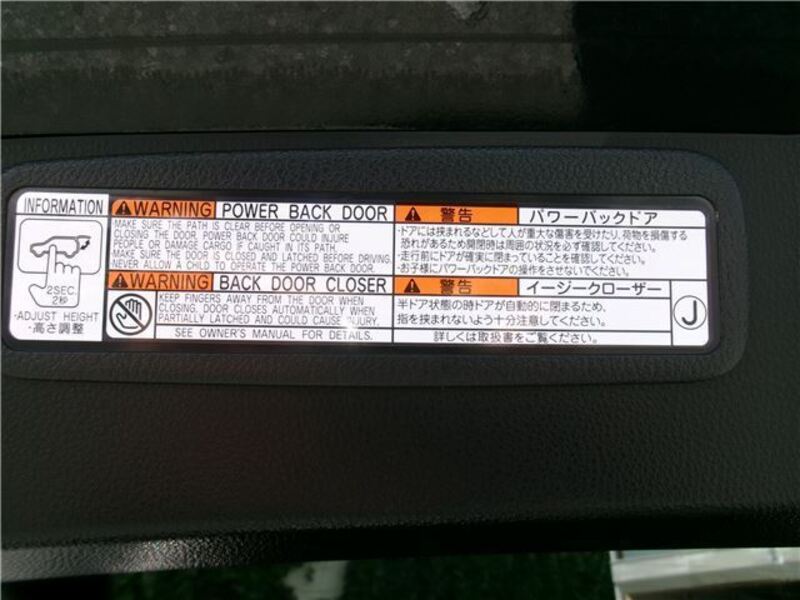 INFORMATION
2SEC.
2秒
・ADJUST HEIGHT
・高さ調整
WARNING POWER BACK DOOR
MAKE SURE THE PATH IS CLEAR BEFORE OPENING OR
CLOSING THE DOOR. POWER BACK DOOR COULD INJURE
PEOPLE OR DAMAGE CARGO IF CAUGHT IN ITS PATH.
MAKE SURE THE DOOR IS CLOSED AND LATCHED BEFORE DRIVING.
NEVER ALLOW A CHILD TO OPERATE THE POWER BACK DOOR.
WARNING BACK DOOR CLOSER
KEEP FINGERS AWAY FROM THE DOOR WHEN
CLOSING. DOOR CLOSES AUTOMATICALLY WHEN
PARTIALLY LATCHED AND COULD CAUSE INJURY.
SEE OWNER'S MANUAL FOR DETAILS.
警告 パワーバックドア
・ドアには挟まれるなどして人が重大な傷害を受けたり、荷物を損傷する
恐れがあるため開閉時は周囲の状況を必ず確認してください。
・走行前にドアが確実に閉まっていることを確認してください。
・お子様にパワーバックドアの操作をさせないでください。
警告 イージークローザー
半ドア状態の時ドアが自動的に閉まるため、
指を挟まれないよう十分注意してください。
詳しくは取扱書をご覧ください。
J